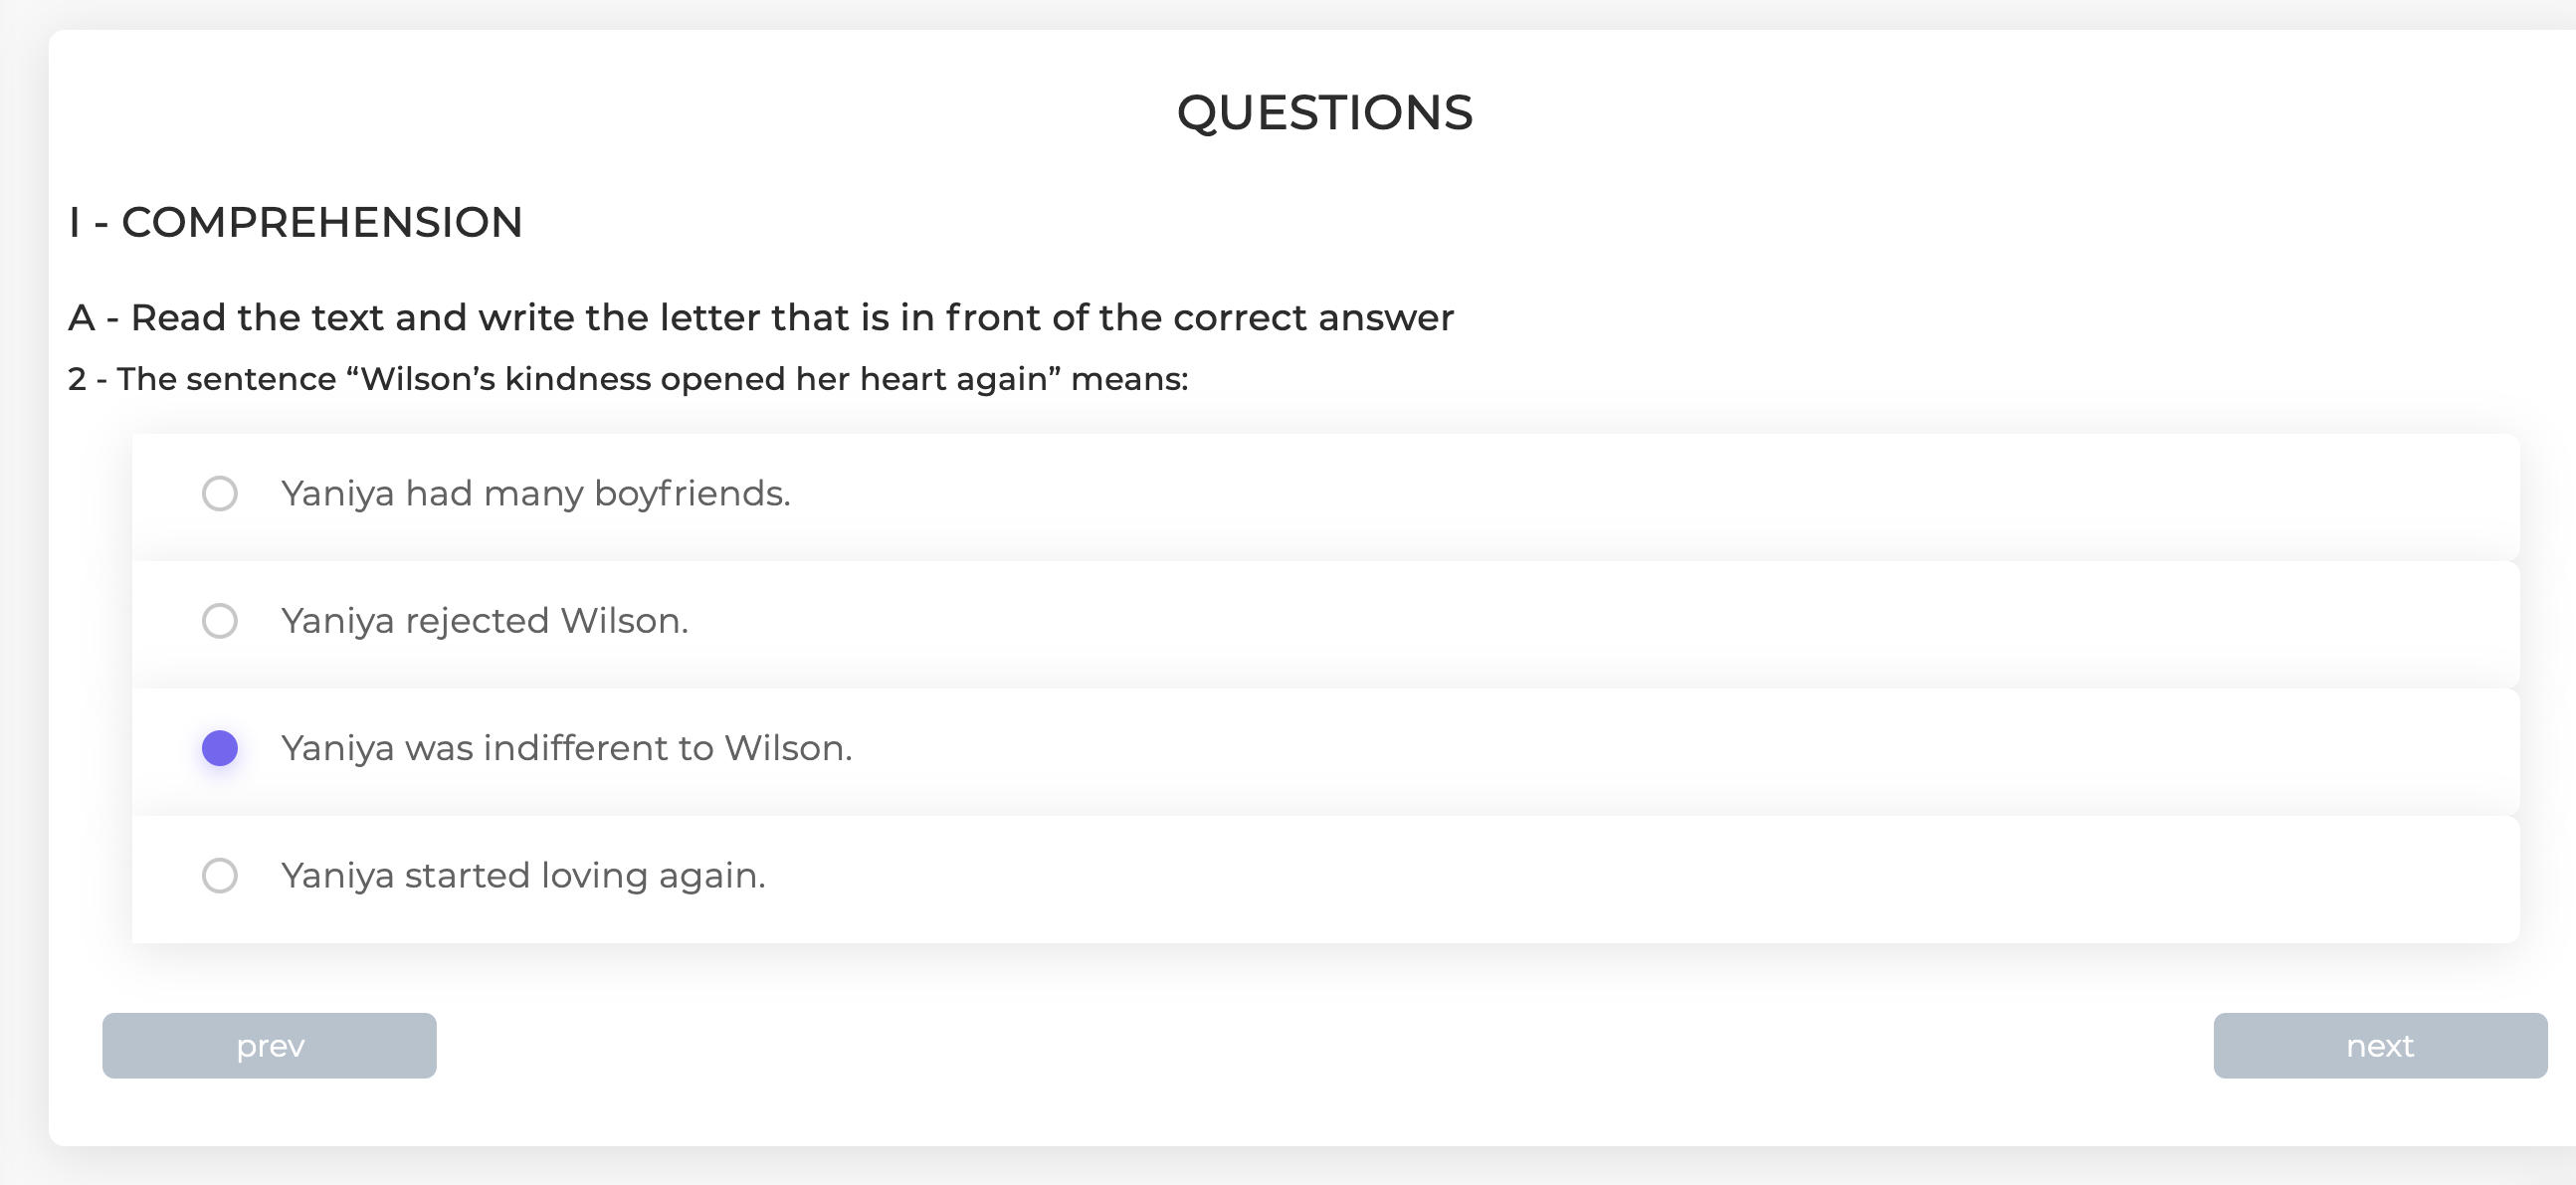 QUESTIONS
I - COMPREHENSION
A - Read the text and write the letter that is in front of the correct answer
2 - The sentence “Wilson’s kindness opened her heart again” means:
Yaniya had many boyfriends.
Yaniya rejected Wilson.
Yaniya was indifferent to Wilson.
Yaniya started loving again.
prev
next